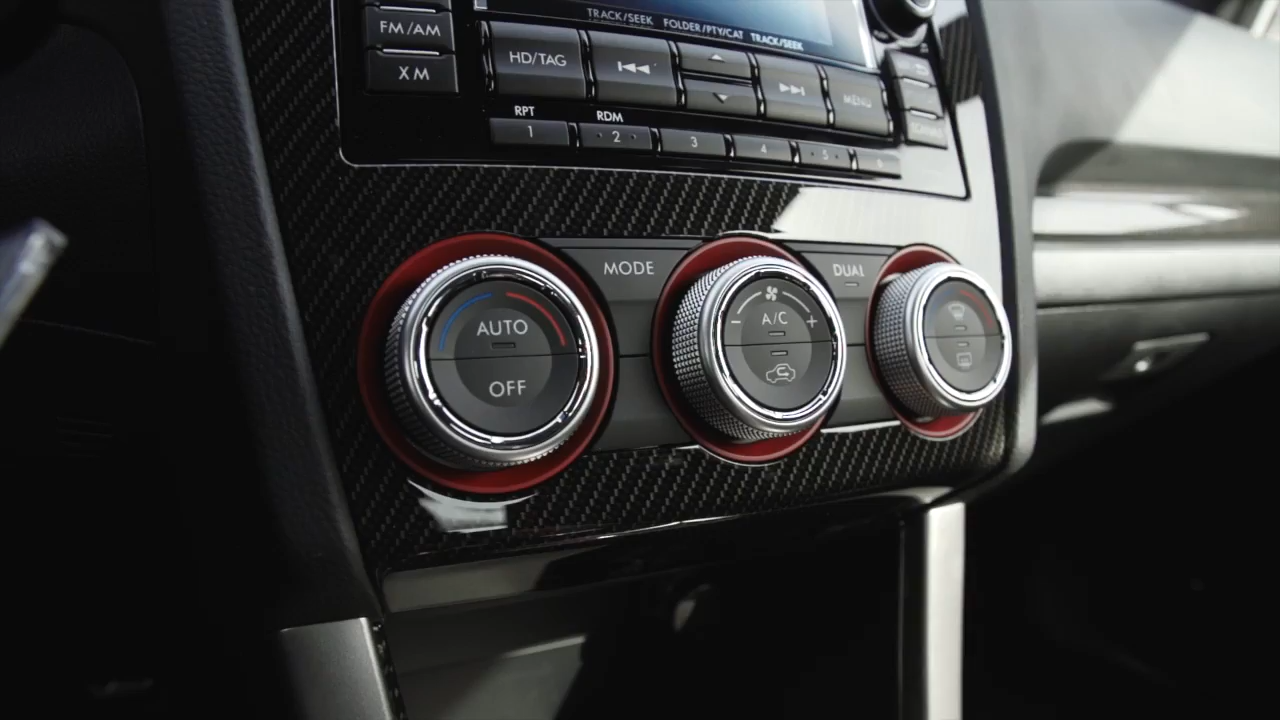 TRACK/SEEK FOLDER/PTY/CAT TRACK/SEEK
FM/AM
XM
HD/TAG
MENU
RPT RDM
1 2 3 4 5 6
MODE
DUAL
AUTO
OFF
- A/C +